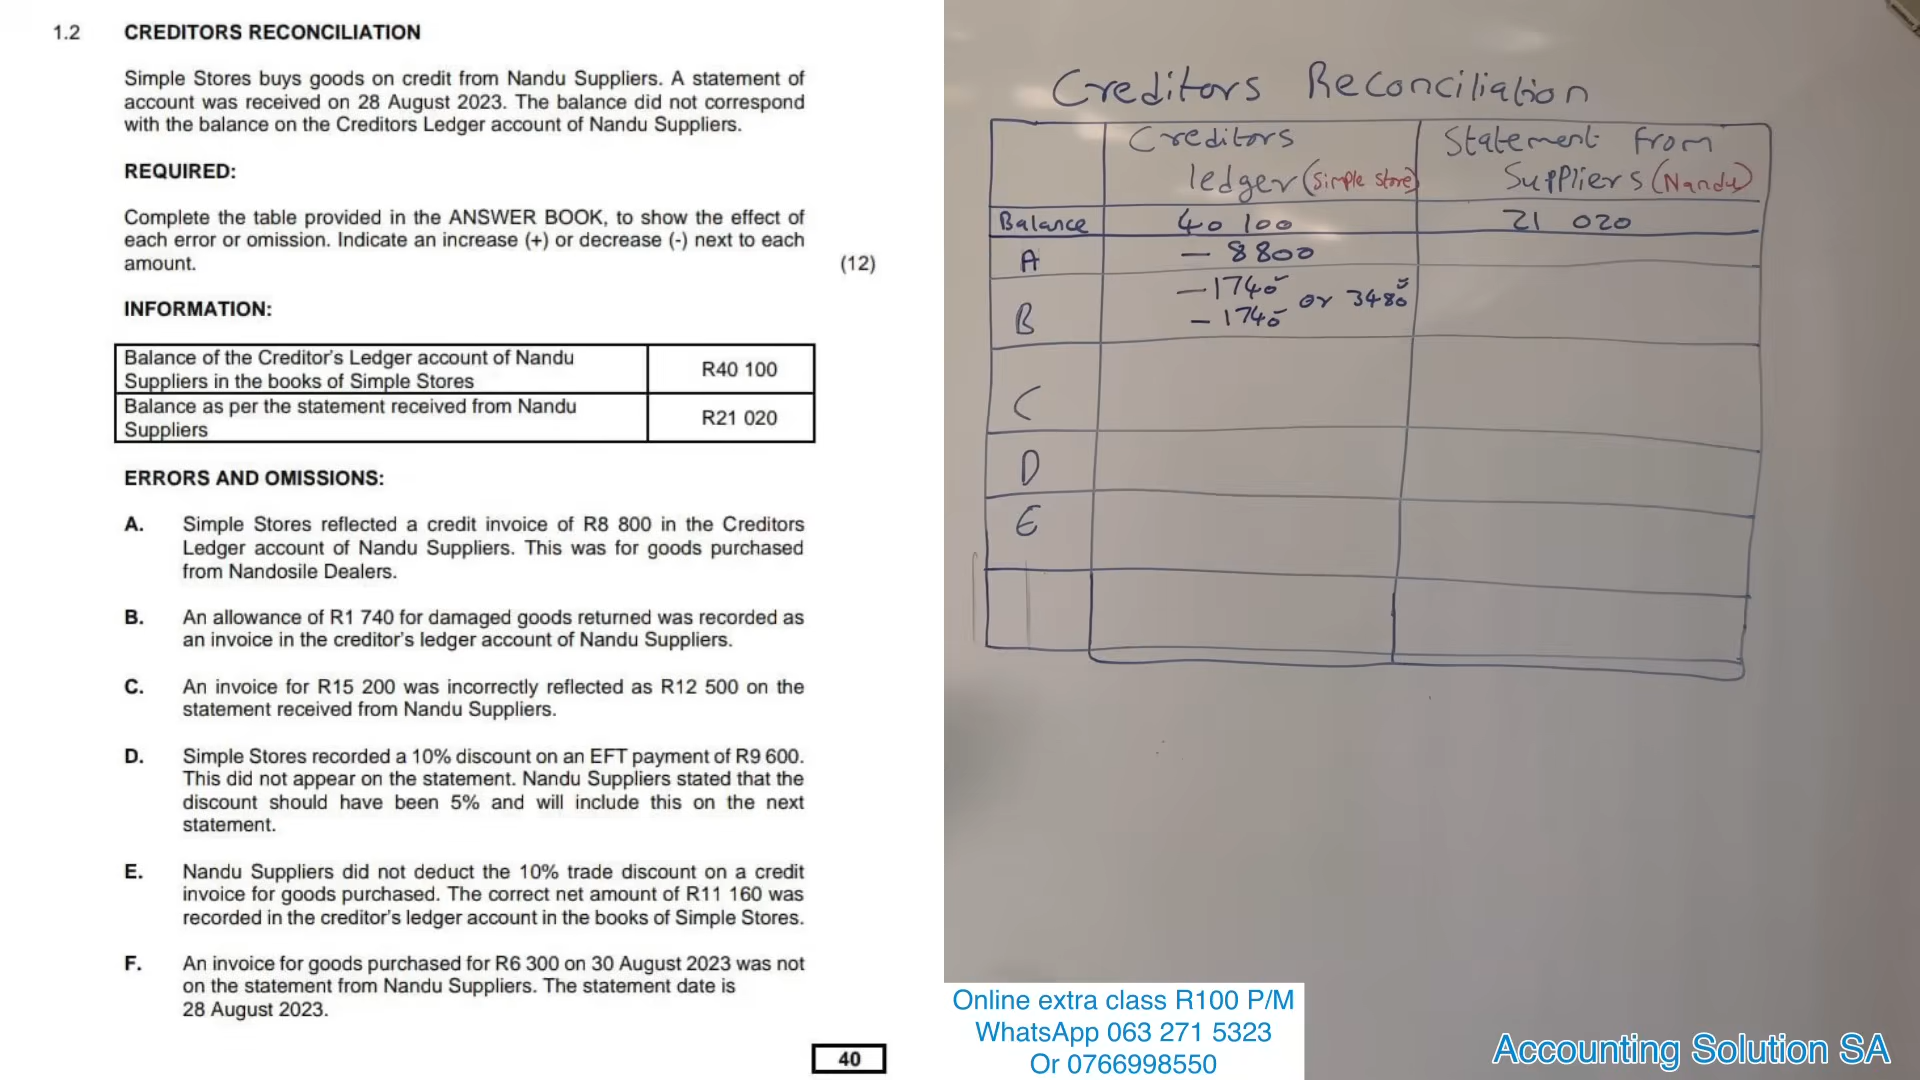 1.2 CREDITORS RECONCILIATION
Simple Stores buys goods on credit from Nandu Suppliers. A statement of
account was received on 28 August 2023. The balance did not correspond
with the balance on the Creditors Ledger account of Nandu Suppliers.
REQUIRED:
Complete the table provided in the ANSWER BOOK, to show the effect of
each error or omission. Indicate an increase (+) or decrease (-) next to each
amount. (12)
INFORMATION:
Balance of the Creditor's Ledger account of Nandu
Suppliers in the books of Simple Stores R40 100
Balance as per the statement received from Nandu
Suppliers R21 020
ERRORS AND OMISSIONS:
A. Simple Stores reflected a credit invoice of R8 800 in the Creditors
Ledger account of Nandu Suppliers. This was for goods purchased
from Nandosile Dealers.
B. An allowance of R1 740 for damaged goods returned was recorded as
an invoice in the creditor's ledger account of Nandu Suppliers.
C. An invoice for R15 200 was incorrectly reflected as R12 500 on the
statement received from Nandu Suppliers.
D. Simple Stores recorded a 10% discount on an EFT payment of R9 600.
This did not appear on the statement. Nandu Suppliers stated that the
discount should have been 5% and will include this on the next
statement.
E. Nandu Suppliers did not deduct the 10% trade discount on a credit
invoice for goods purchased. The correct net amount of R11 160 was
recorded in the creditor's ledger account in the books of Simple Stores.
F. An invoice for goods purchased for R6 300 on 30 August 2023 was not
on the statement from Nandu Suppliers. The statement date is
28 August 2023.
40
Creditors Reconciliation
Creditors Statement from
ledger (Simple store) Suppliers (Nandu)
Balance 40 100 21 020
A - 8800
B - 1740 or 3480
- 1740
C
D
E
Online extra class R100 P/M
WhatsApp 063 271 5323
Or 0766998550
Accounting Solution SA